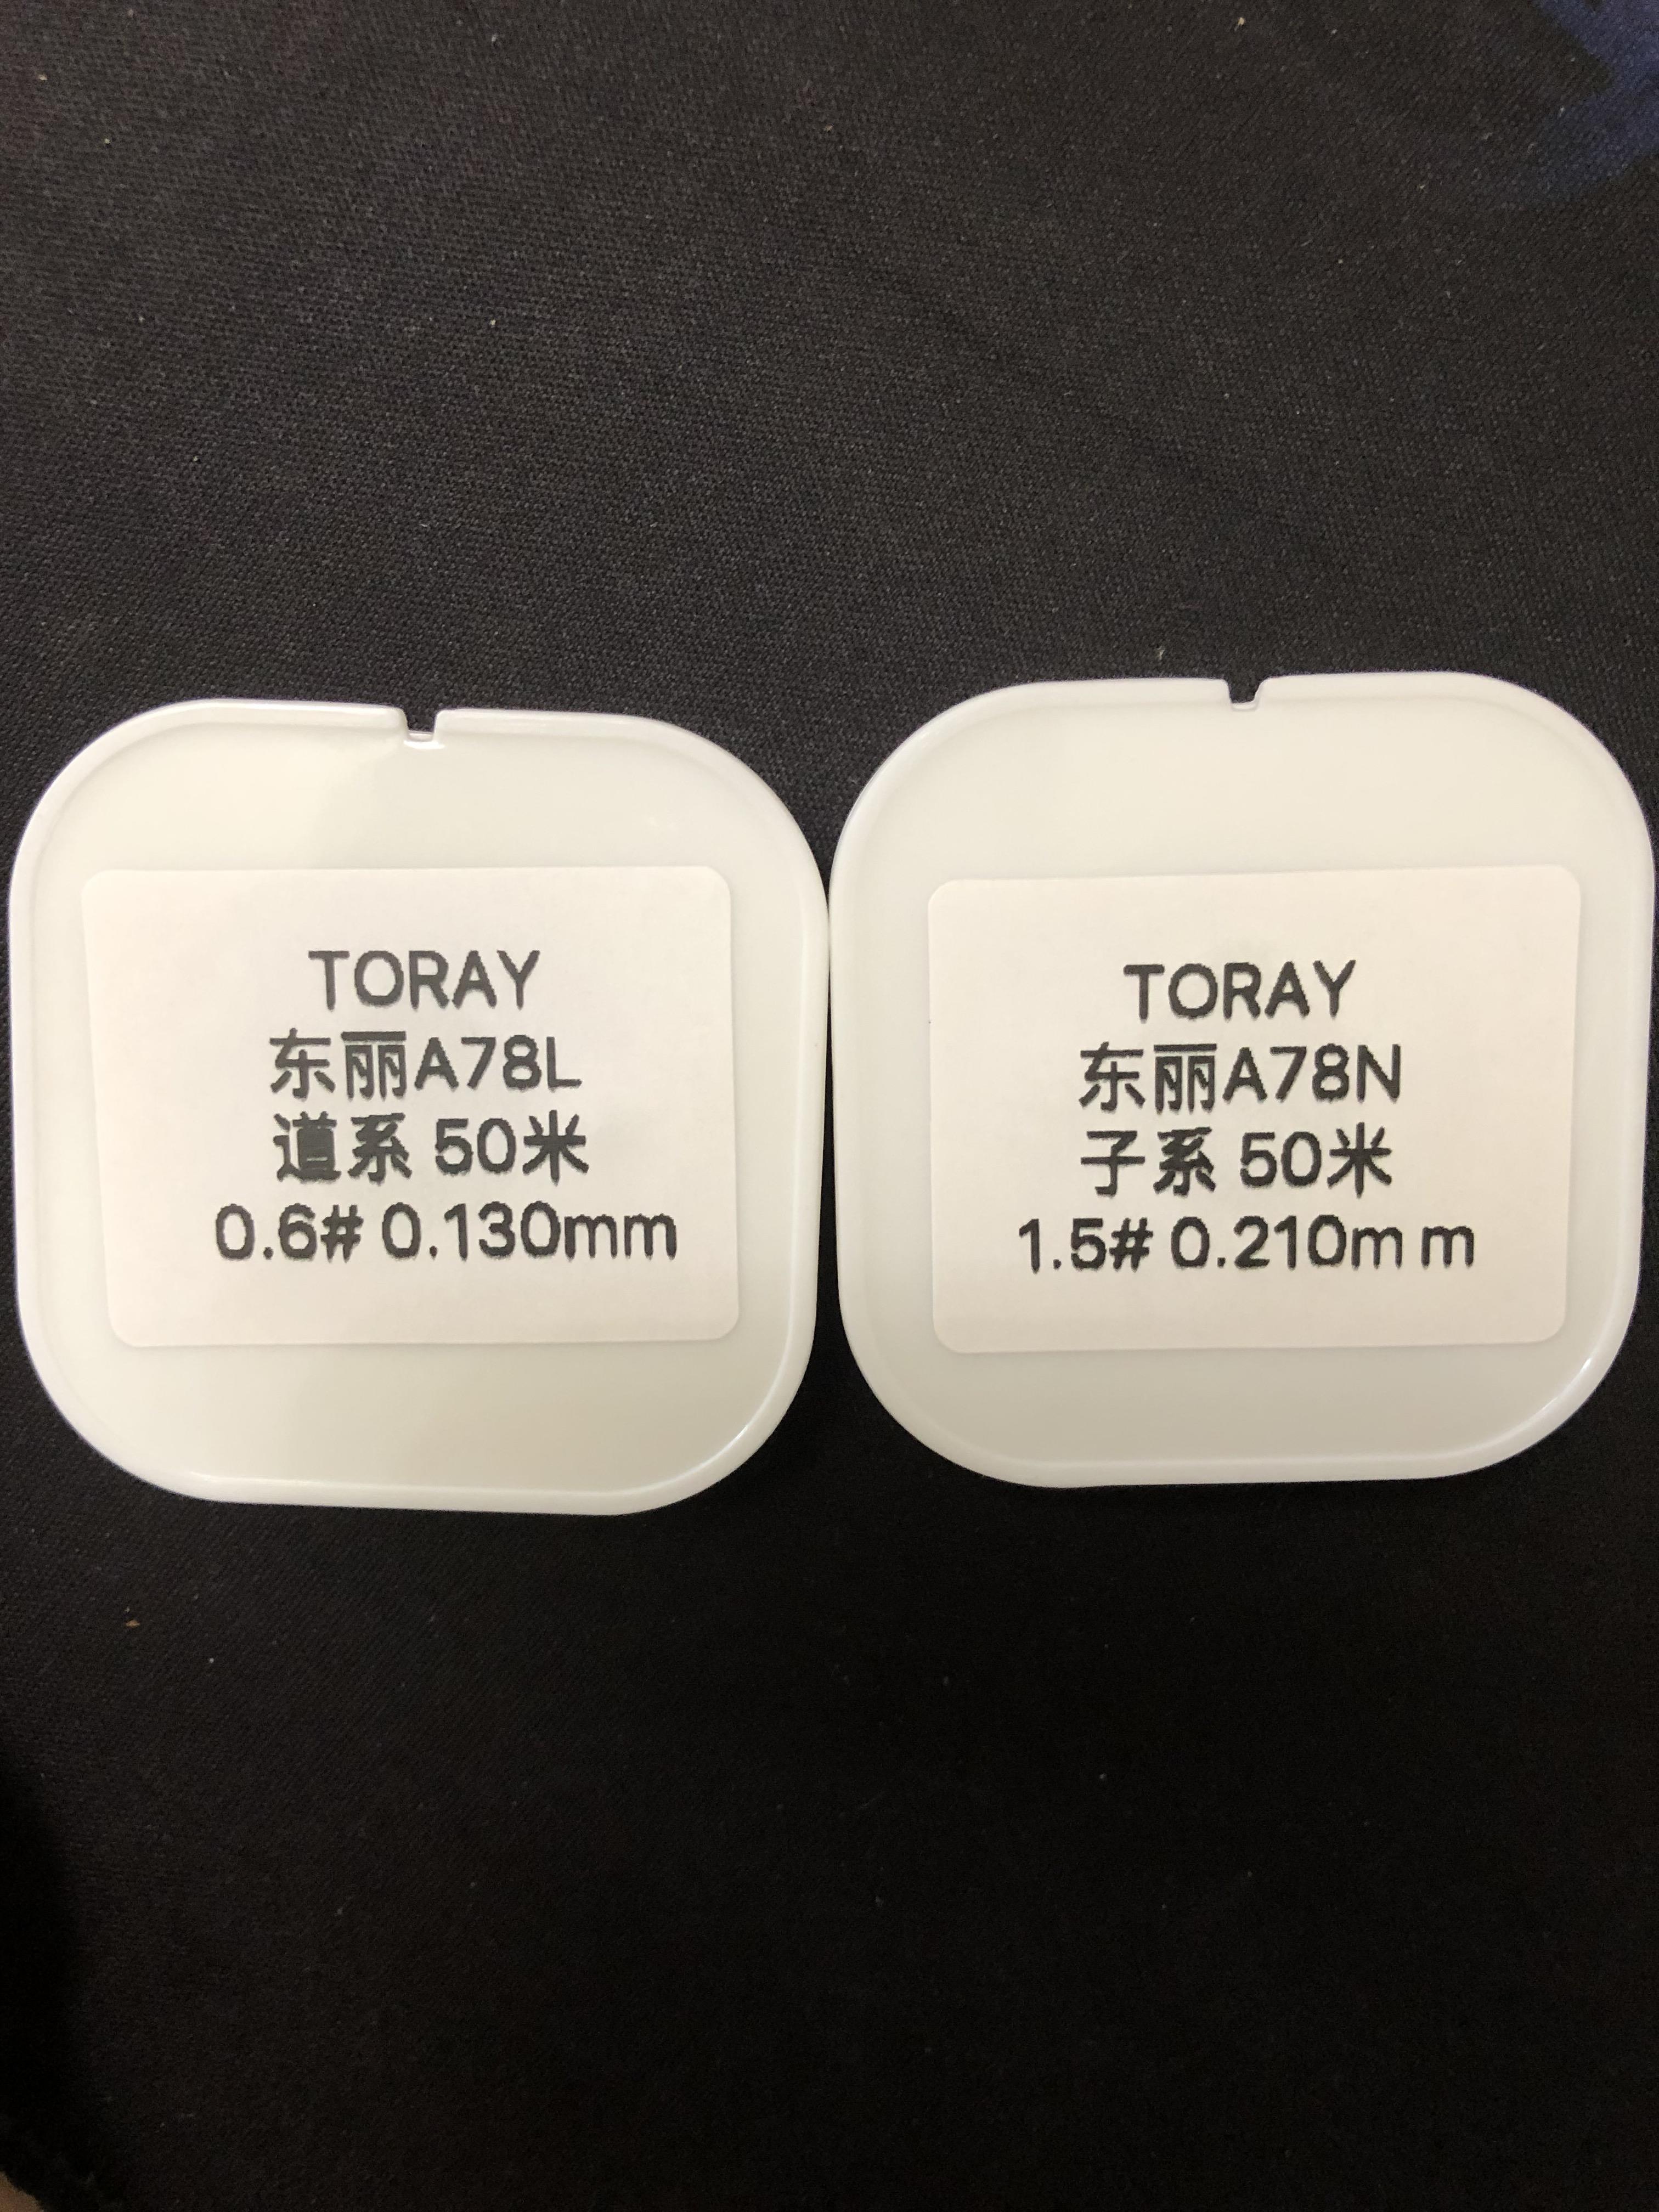 TORAY
东丽A78L
道系 50米
0.6# 0.130mm
TORAY
东丽A78N
子系 50米
1.5# 0.210mm